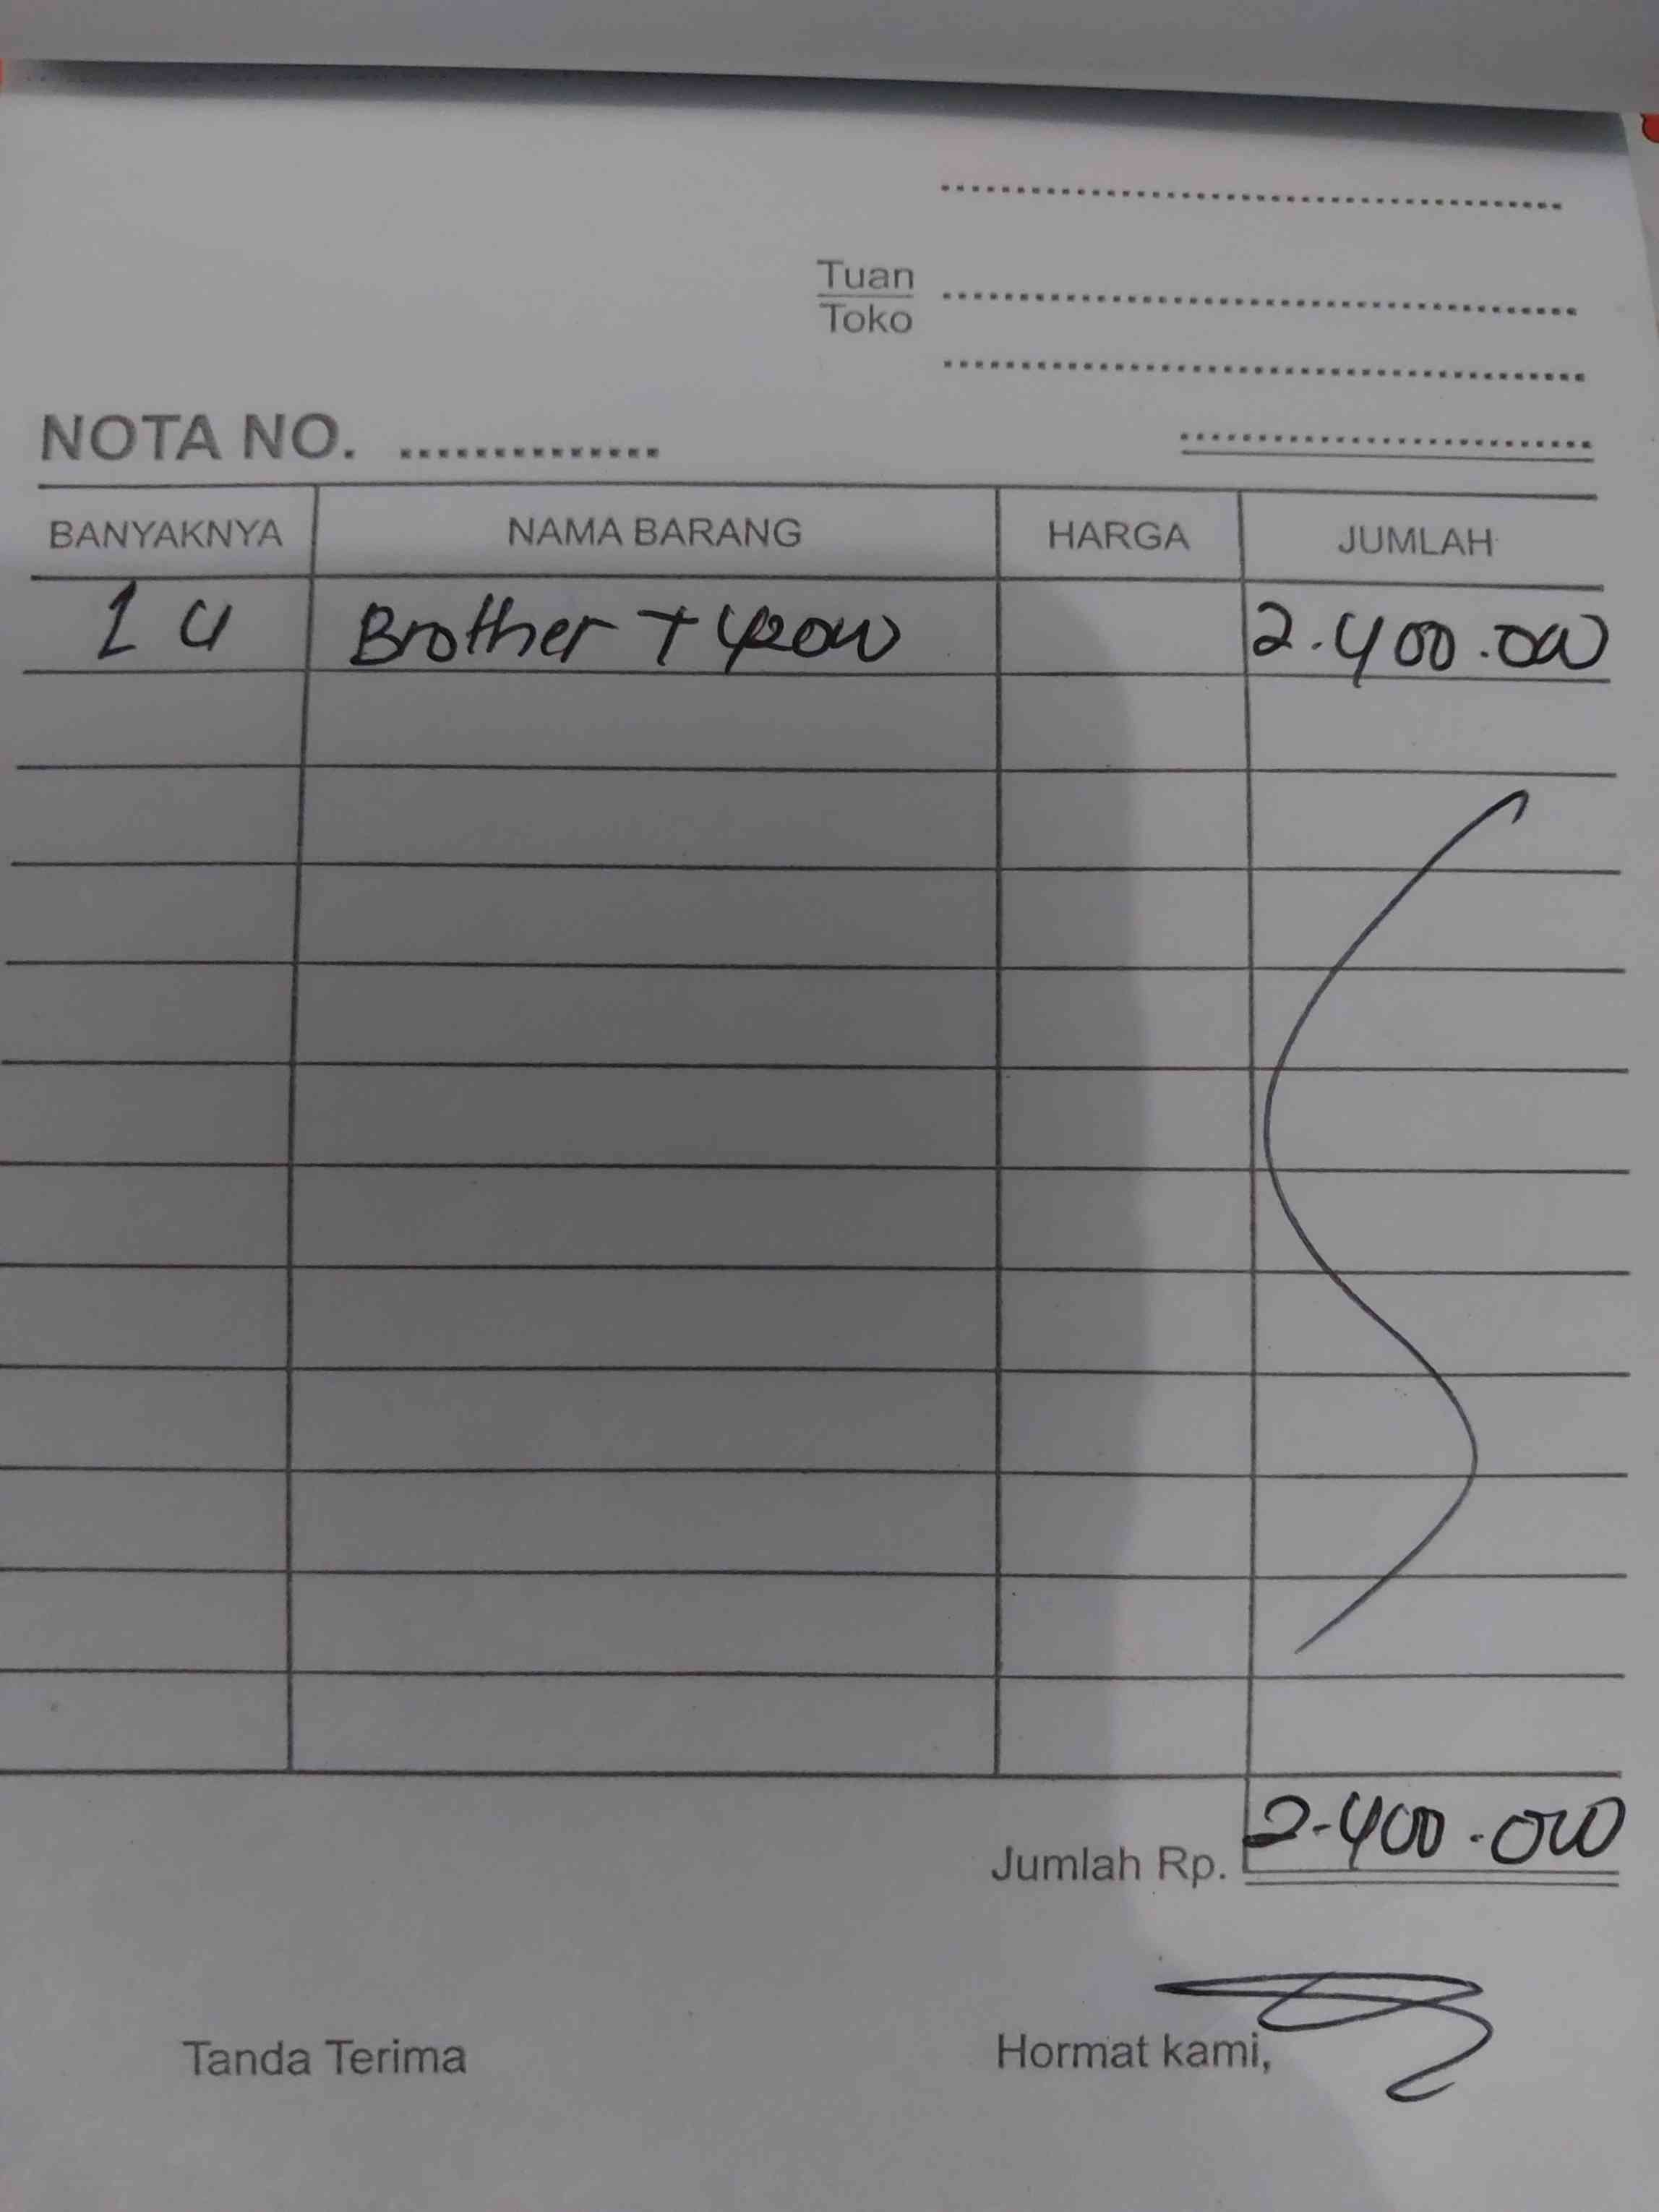 Tuan
Toko
NOTA NO. ..............
BANYAKNYA NAMA BARANG HARGA JUMLAH
1 U Brother T420W 2.400.000
Jumlah Rp. 2.400.000
Tanda Terima Hormat kami,